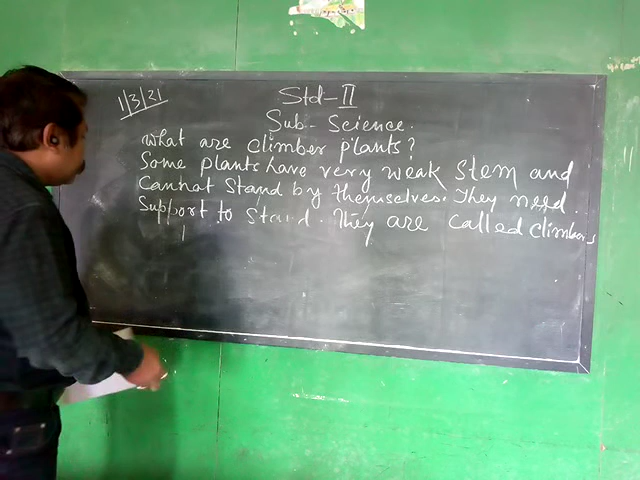 1/3/21
Std-II
Sub-Science.
What are climber plants?
Some plants have very weak stem and
Cannot stand by themselves. They need
support to stand. They are called climbers